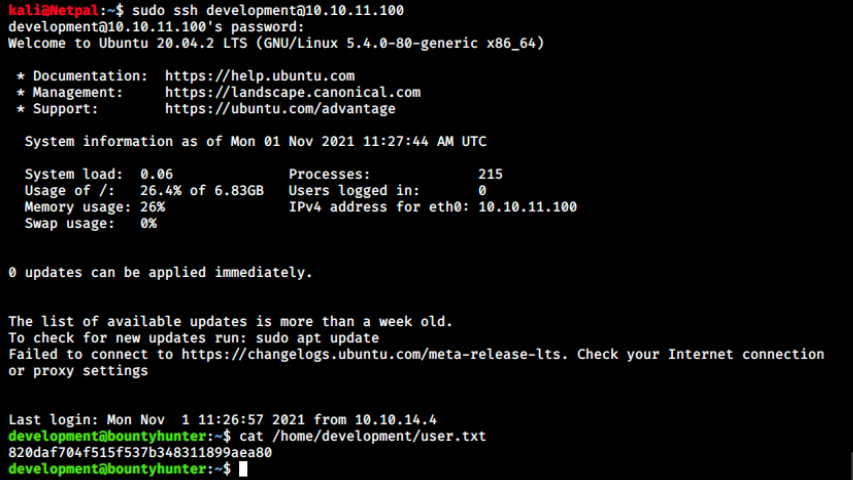 kali@Netpal:~$ sudo ssh development@10.10.11.100
development@10.10.11.100's password:
Welcome to Ubuntu 20.04.2 LTS (GNU/Linux 5.4.0-80-generic x86_64)
* Documentation: https://help.ubuntu.com
* Management: https://landscape.canonical.com
* Support: https://ubuntu.com/advantage
System information as of Mon 01 Nov 2021 11:27:44 AM UTC
System load: 0.06 Processes: 215
Usage of /: 26.4% of 6.83GB Users logged in: 0
Memory usage: 26% IPv4 address for eth0: 10.10.11.100
Swap usage: 0%
0 updates can be applied immediately.
The list of available updates is more than a week old.
To check for new updates run: sudo apt update
Failed to connect to https://changelogs.ubuntu.com/meta-release-lts. Check your Internet connection
or proxy settings
Last login: Mon Nov 1 11:26:57 2021 from 10.10.14.4
development@bountyhunter:~$ cat /home/development/user.txt
820daf704f515f537b348311899aea80
development@bountyhunter:~$